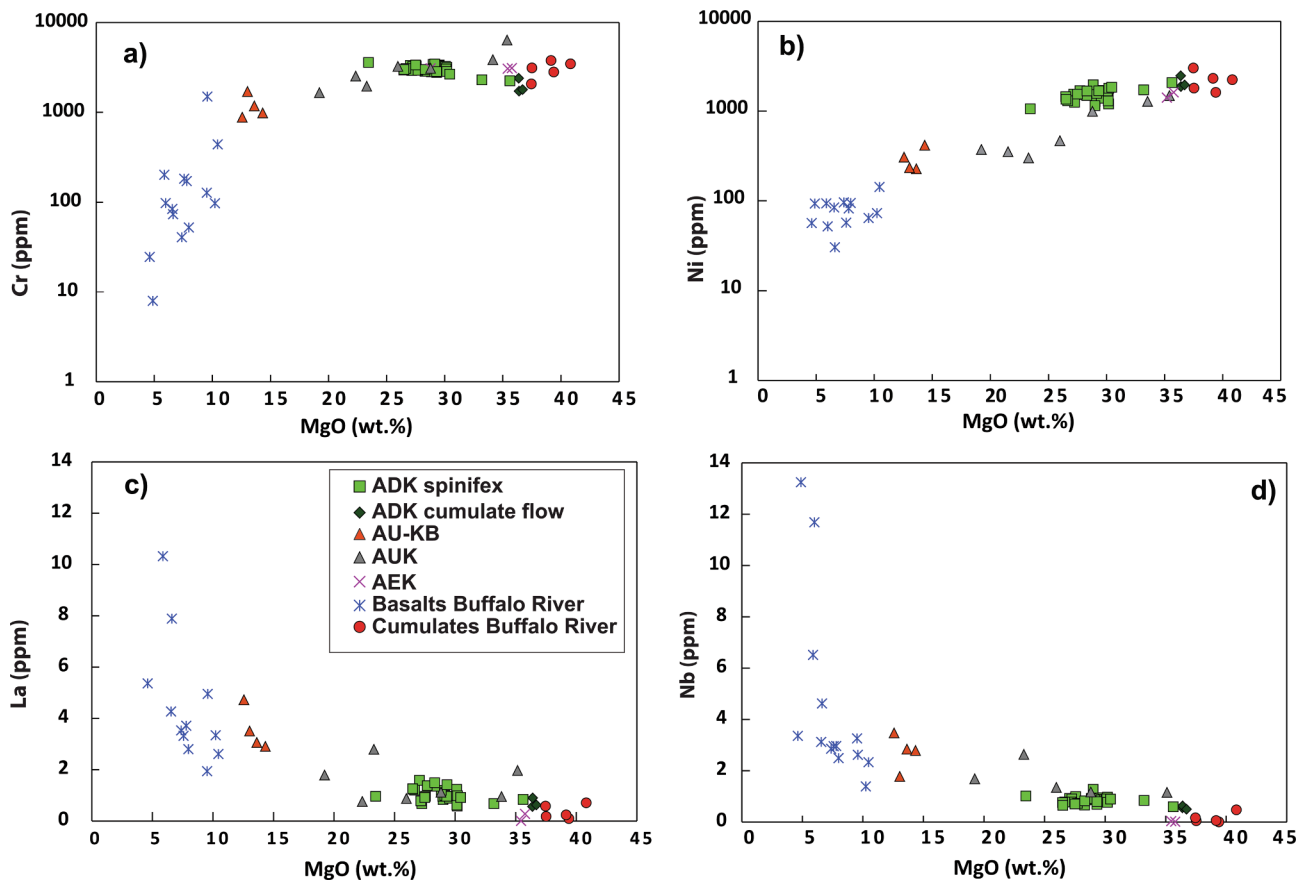 a)
10000
1000
100
10
1
Cr (ppm)
0 5 10 15 20 25 30 35 40 45
MgO (wt.%)
b)
10000
1000
100
10
1
Ni (ppm)
0 5 10 15 20 25 30 35 40 45
MgO (wt.%)
c)
14
12
10
8
6
4
2
0
La (ppm)
0 5 10 15 20 25 30 35 40 45
MgO (wt.%)
ADK spinifex
ADK cumulate flow
AU-KB
AUK
AEK
Basalts Buffalo River
Cumulates Buffalo River
d)
14
12
10
8
6
4
2
0
Nb (ppm)
0 5 10 15 20 25 30 35 40 45
MgO (wt.%)